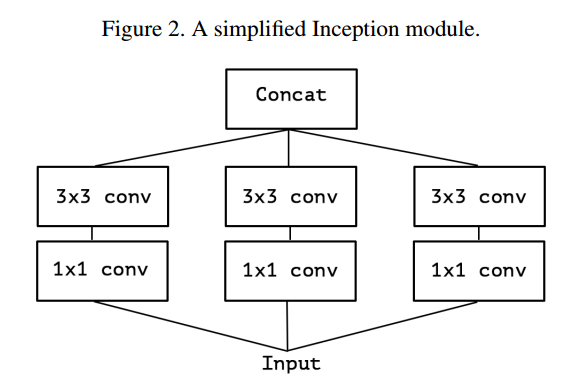 Figure 2. A simplified Inception module.
Concat
3x3 conv 3x3 conv 3x3 conv
1x1 conv 1x1 conv 1x1 conv
Input